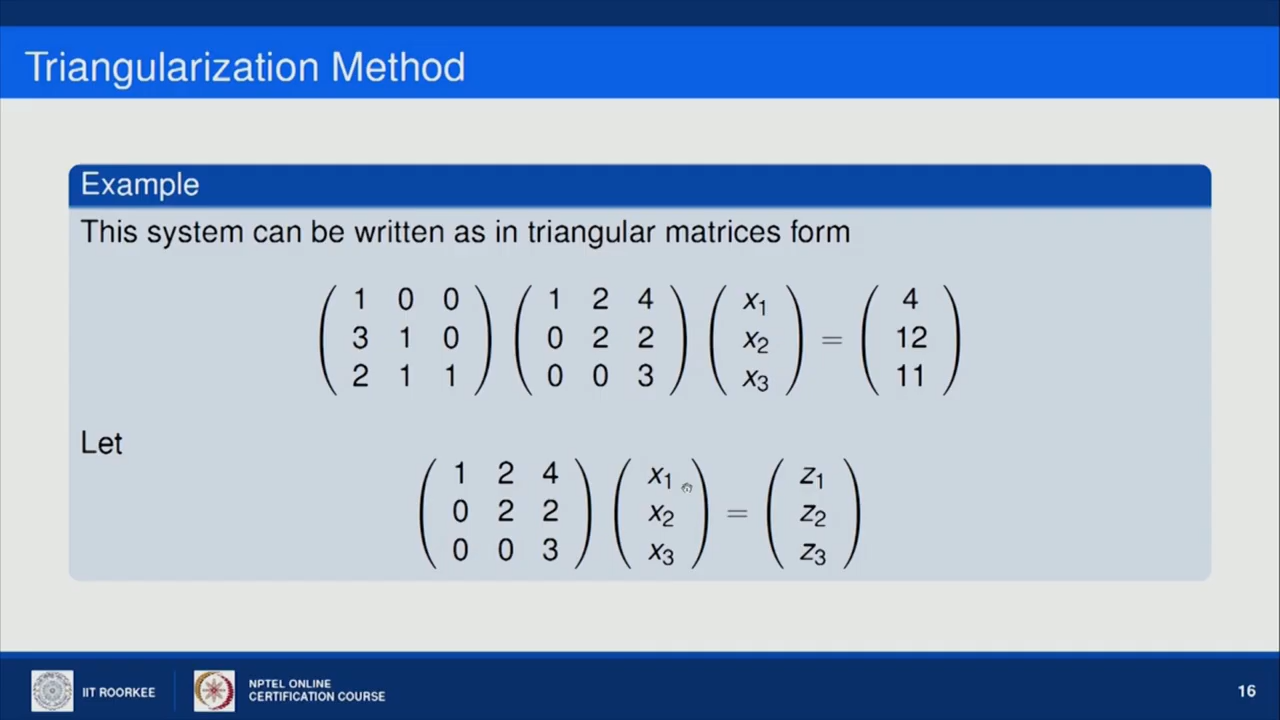 Triangularization Method
Example
This system can be written as in triangular matrices form
( 1 0 0 ) ( 1 2 4 ) ( x₁ ) ( 4 )
( 3 1 0 ) ( 0 2 2 ) ( x₂ ) = ( 12 )
( 2 1 1 ) ( 0 0 3 ) ( x₃ ) ( 11 )
Let
( 1 2 4 ) ( x₁ ) ( z₁ )
( 0 2 2 ) ( x₂ ) = ( z₂ )
( 0 0 3 ) ( x₃ ) ( z₃ )
IIT ROORKEE
NPTEL ONLINE
CERTIFICATION COURSE
16